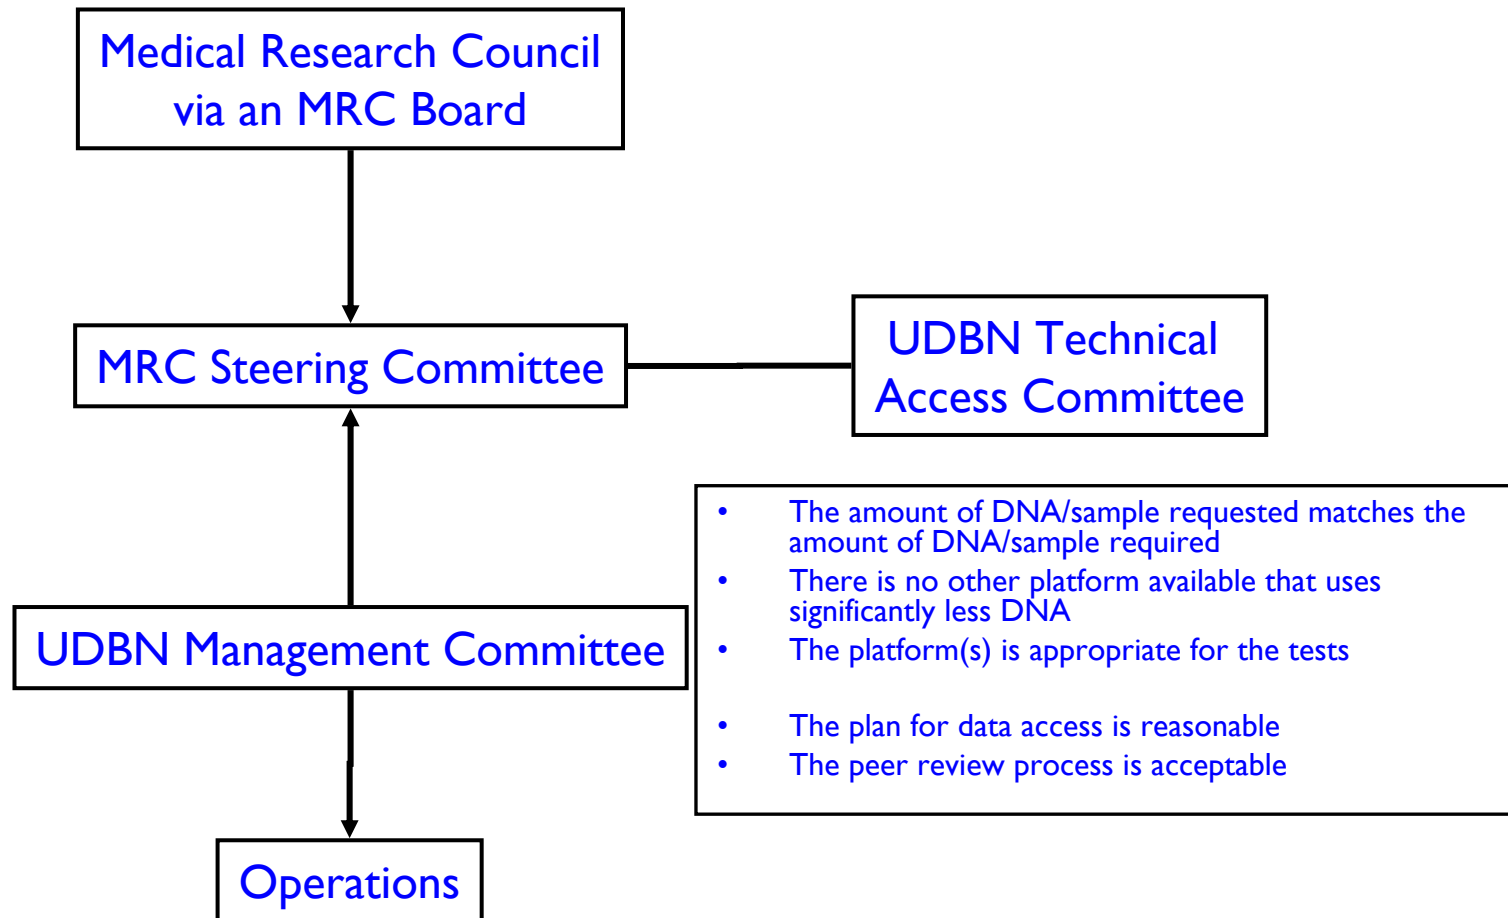 Medical Research Council
via an MRC Board
MRC Steering Committee
UDBN Technical
Access Committee
UDBN Management Committee
• The amount of DNA/sample requested matches the
amount of DNA/sample required
• There is no other platform available that uses
significantly less DNA
• The platform(s) is appropriate for the tests
• The plan for data access is reasonable
• The peer review process is acceptable
Operations